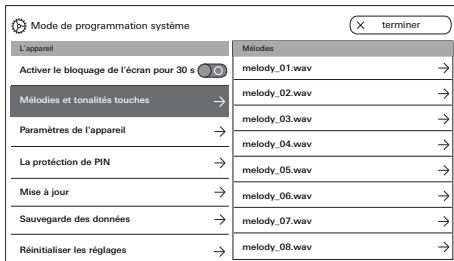 Mode de programmation système
terminer
L'appareil
Activer le bloquage de l'écran pour 30 s
Mélodies et tonalités touches
Paramètres de l'appareil
La protéction de PIN
Mise à jour
Sauvegarde des données
Réinitialiser les réglages
Mélodies
melody_01.wav
melody_02.wav
melody_03.wav
melody_04.wav
melody_05.wav
melody_06.wav
melody_07.wav
melody_08.wav